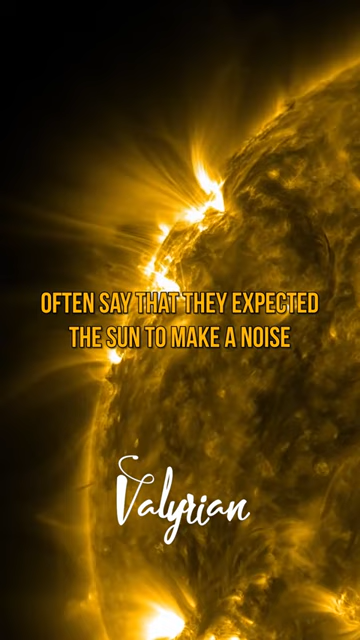 OFTEN SAY THAT THEY EXPECTED
THE SUN TO MAKE A NOISE
Valyrian